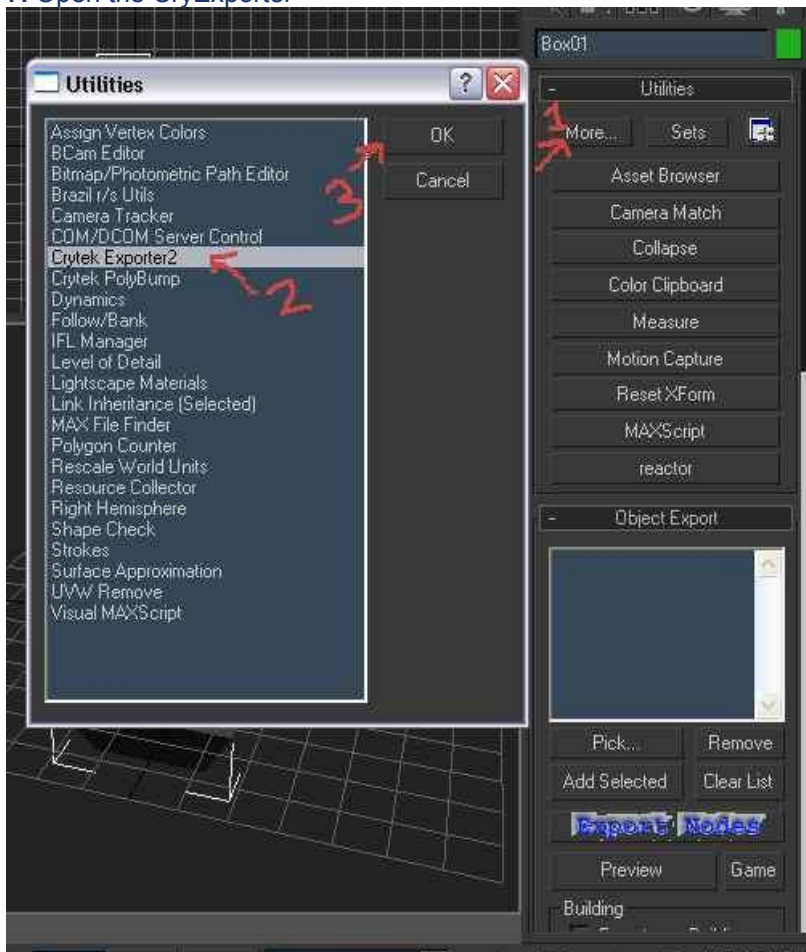 Open the CryExporter
Box01
Utilities
Utilities
More...
Sets
1
Assign Vertex Colors
BCam Editor
Bitmap/Photometric Path Editor
Brazil r/s Utils
Camera Tracker
COM/DCOM Server Control
Crytek Exporter2
Crytek PolyBump
Dynamics
Follow/Bank
IFL Manager
Level of Detail
Lightscape Materials
Link Inheritance (Selected)
MAX File Finder
Polygon Counter
Rescale World Units
Resource Collector
Right Hemisphere
Shape Check
Strokes
Surface Approximation
UVW Remove
Visual MAXScript
OK
Cancel
3
2
Asset Browser
Camera Match
Collapse
Color Clipboard
Measure
Motion Capture
Reset XForm
MAXScript
reactor
Object Export
Pick...
Remove
Add Selected
Clear List
Export Nodes
Preview
Game
Building